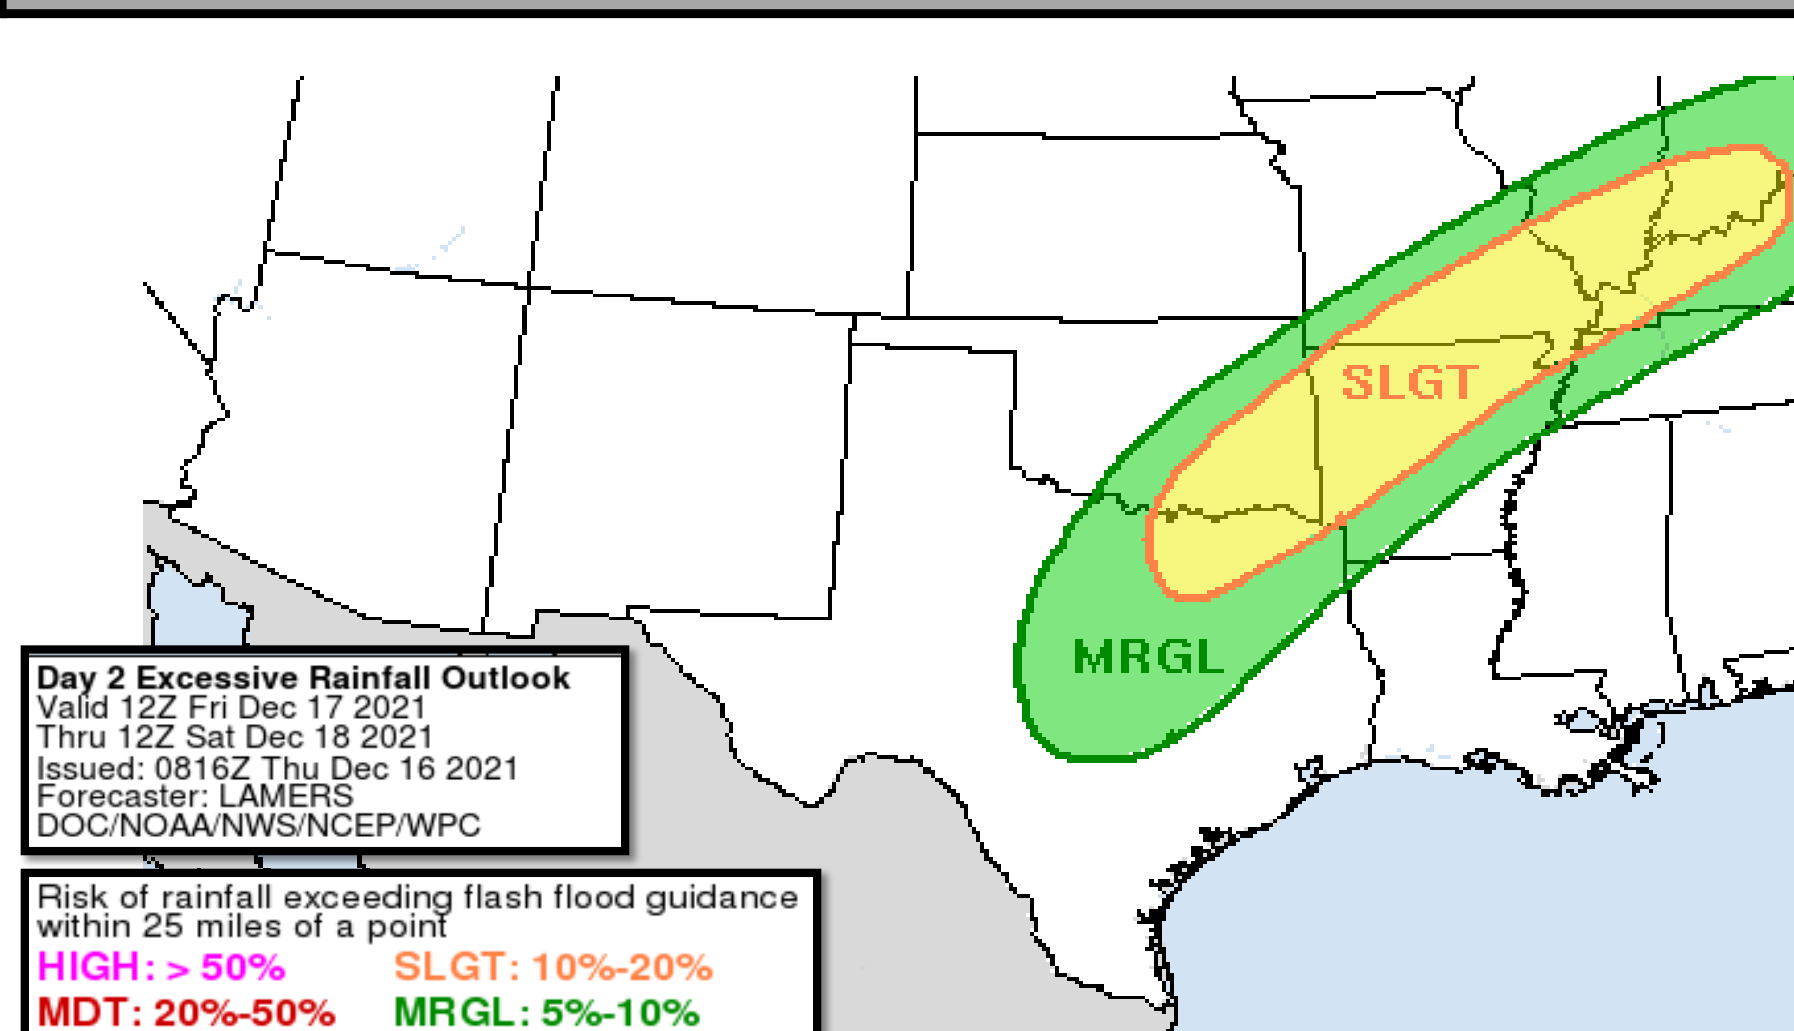 SLGT
MRGL
Day 2 Excessive Rainfall Outlook
Valid 12Z Fri Dec 17 2021
Thru 12Z Sat Dec 18 2021
Issued: 0816Z Thu Dec 16 2021
Forecaster: LAMERS
DOC/NOAA/NWS/NCEP/WPC
Risk of rainfall exceeding flash flood guidance
within 25 miles of a point
HIGH: > 50% SLGT: 10%-20%
MDT: 20%-50% MRGL: 5%-10%